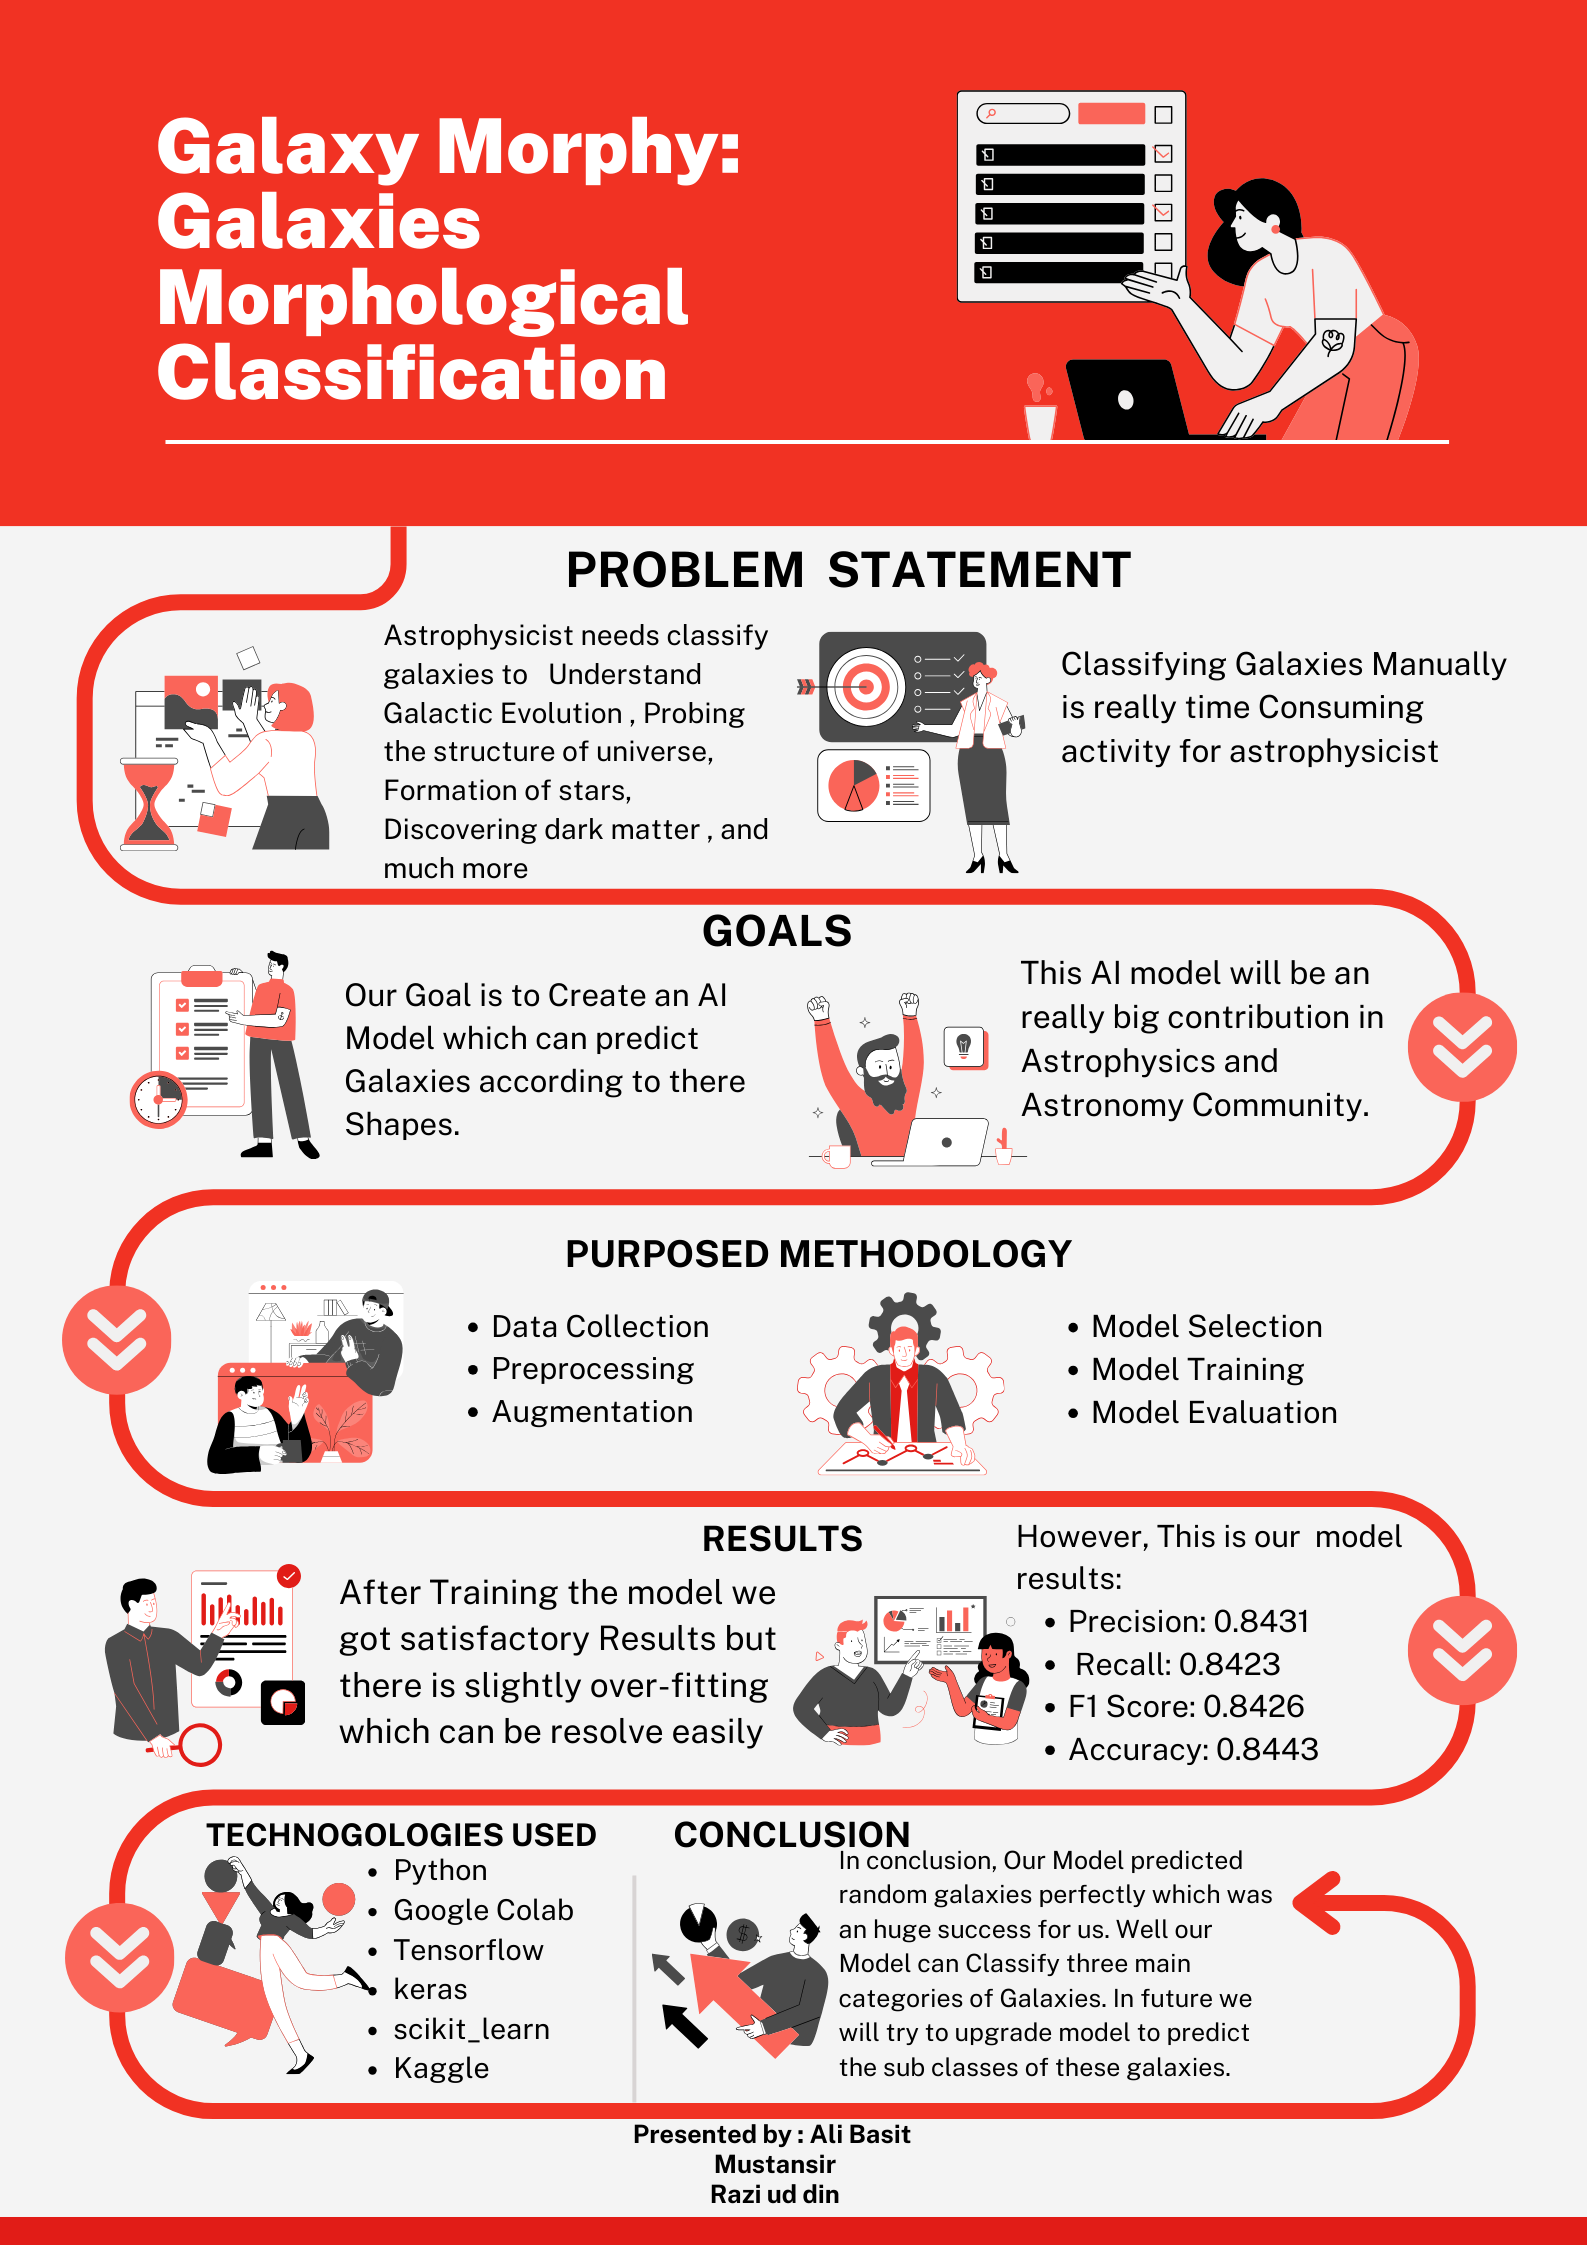 Galaxy Morphy:
Galaxies
Morphological
Classification
PROBLEM STATEMENT
Astrophysicist needs classify
galaxies to Understand
Galactic Evolution , Probing
the structure of universe,
Formation of stars,
Discovering dark matter , and
much more
Classifying Galaxies Manually
is really time Consuming
activity for astrophysicist
GOALS
Our Goal is to Create an AI
Model which can predict
Galaxies according to there
Shapes.
This AI model will be an
really big contribution in
Astrophysics and
Astronomy Community.
PURPOSED METHODOLOGY
• Data Collection
• Preprocessing
• Augmentation
• Model Selection
• Model Training
• Model Evaluation
RESULTS
After Training the model we
got satisfactory Results but
there is slightly over-fitting
which can be resolve easily
However, This is our model
results:
• Precision: 0.8431
• Recall: 0.8423
• F1 Score: 0.8426
• Accuracy: 0.8443
TECHNOGOLOGIES USED
• Python
• Google Colab
• Tensorflow
• keras
• scikit_learn
• Kaggle
CONCLUSION
In conclusion, Our Model predicted
random galaxies perfectly which was
an huge success for us. Well our
Model can Classify three main
categories of Galaxies. In future we
will try to upgrade model to predict
the sub classes of these galaxies.
Presented by : Ali Basit
Mustansir
Razi ud din